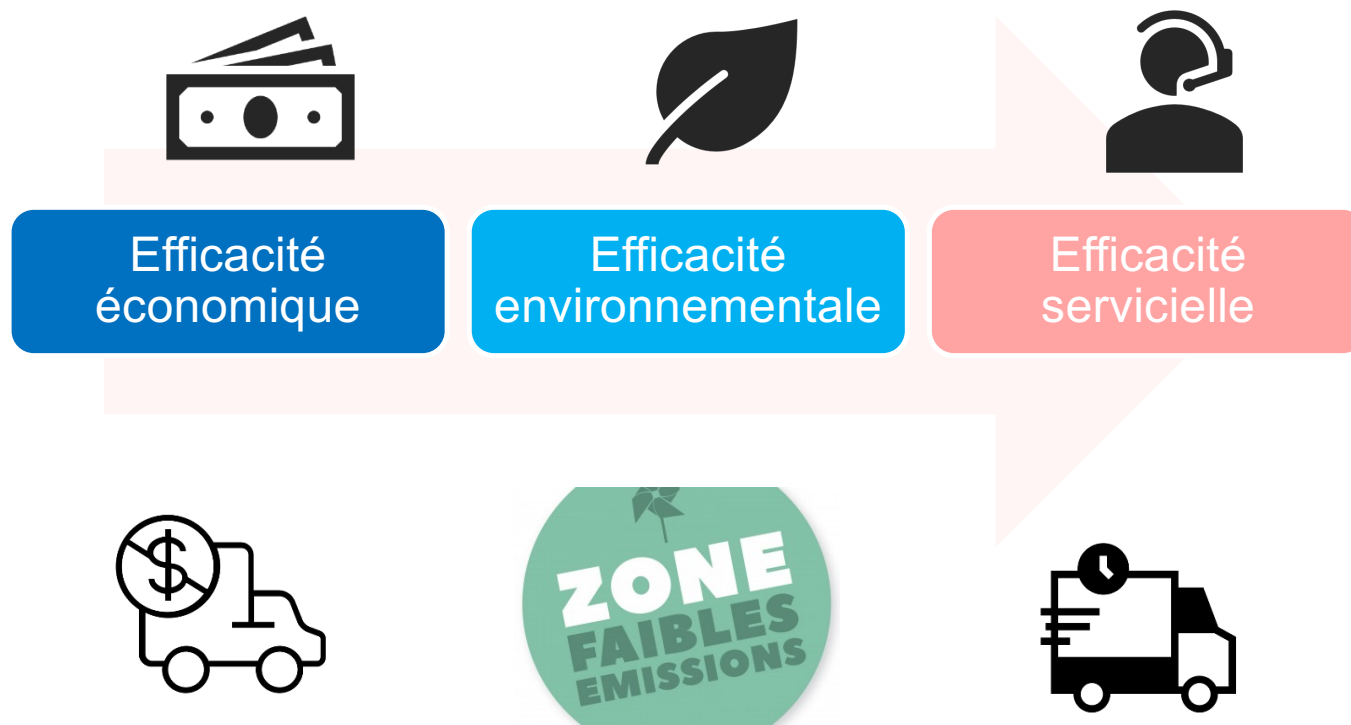 Efficacité
économique
Efficacité
environnementale
Efficacité
servicielle
$
ZONE
FAIBLES
EMISSIONS